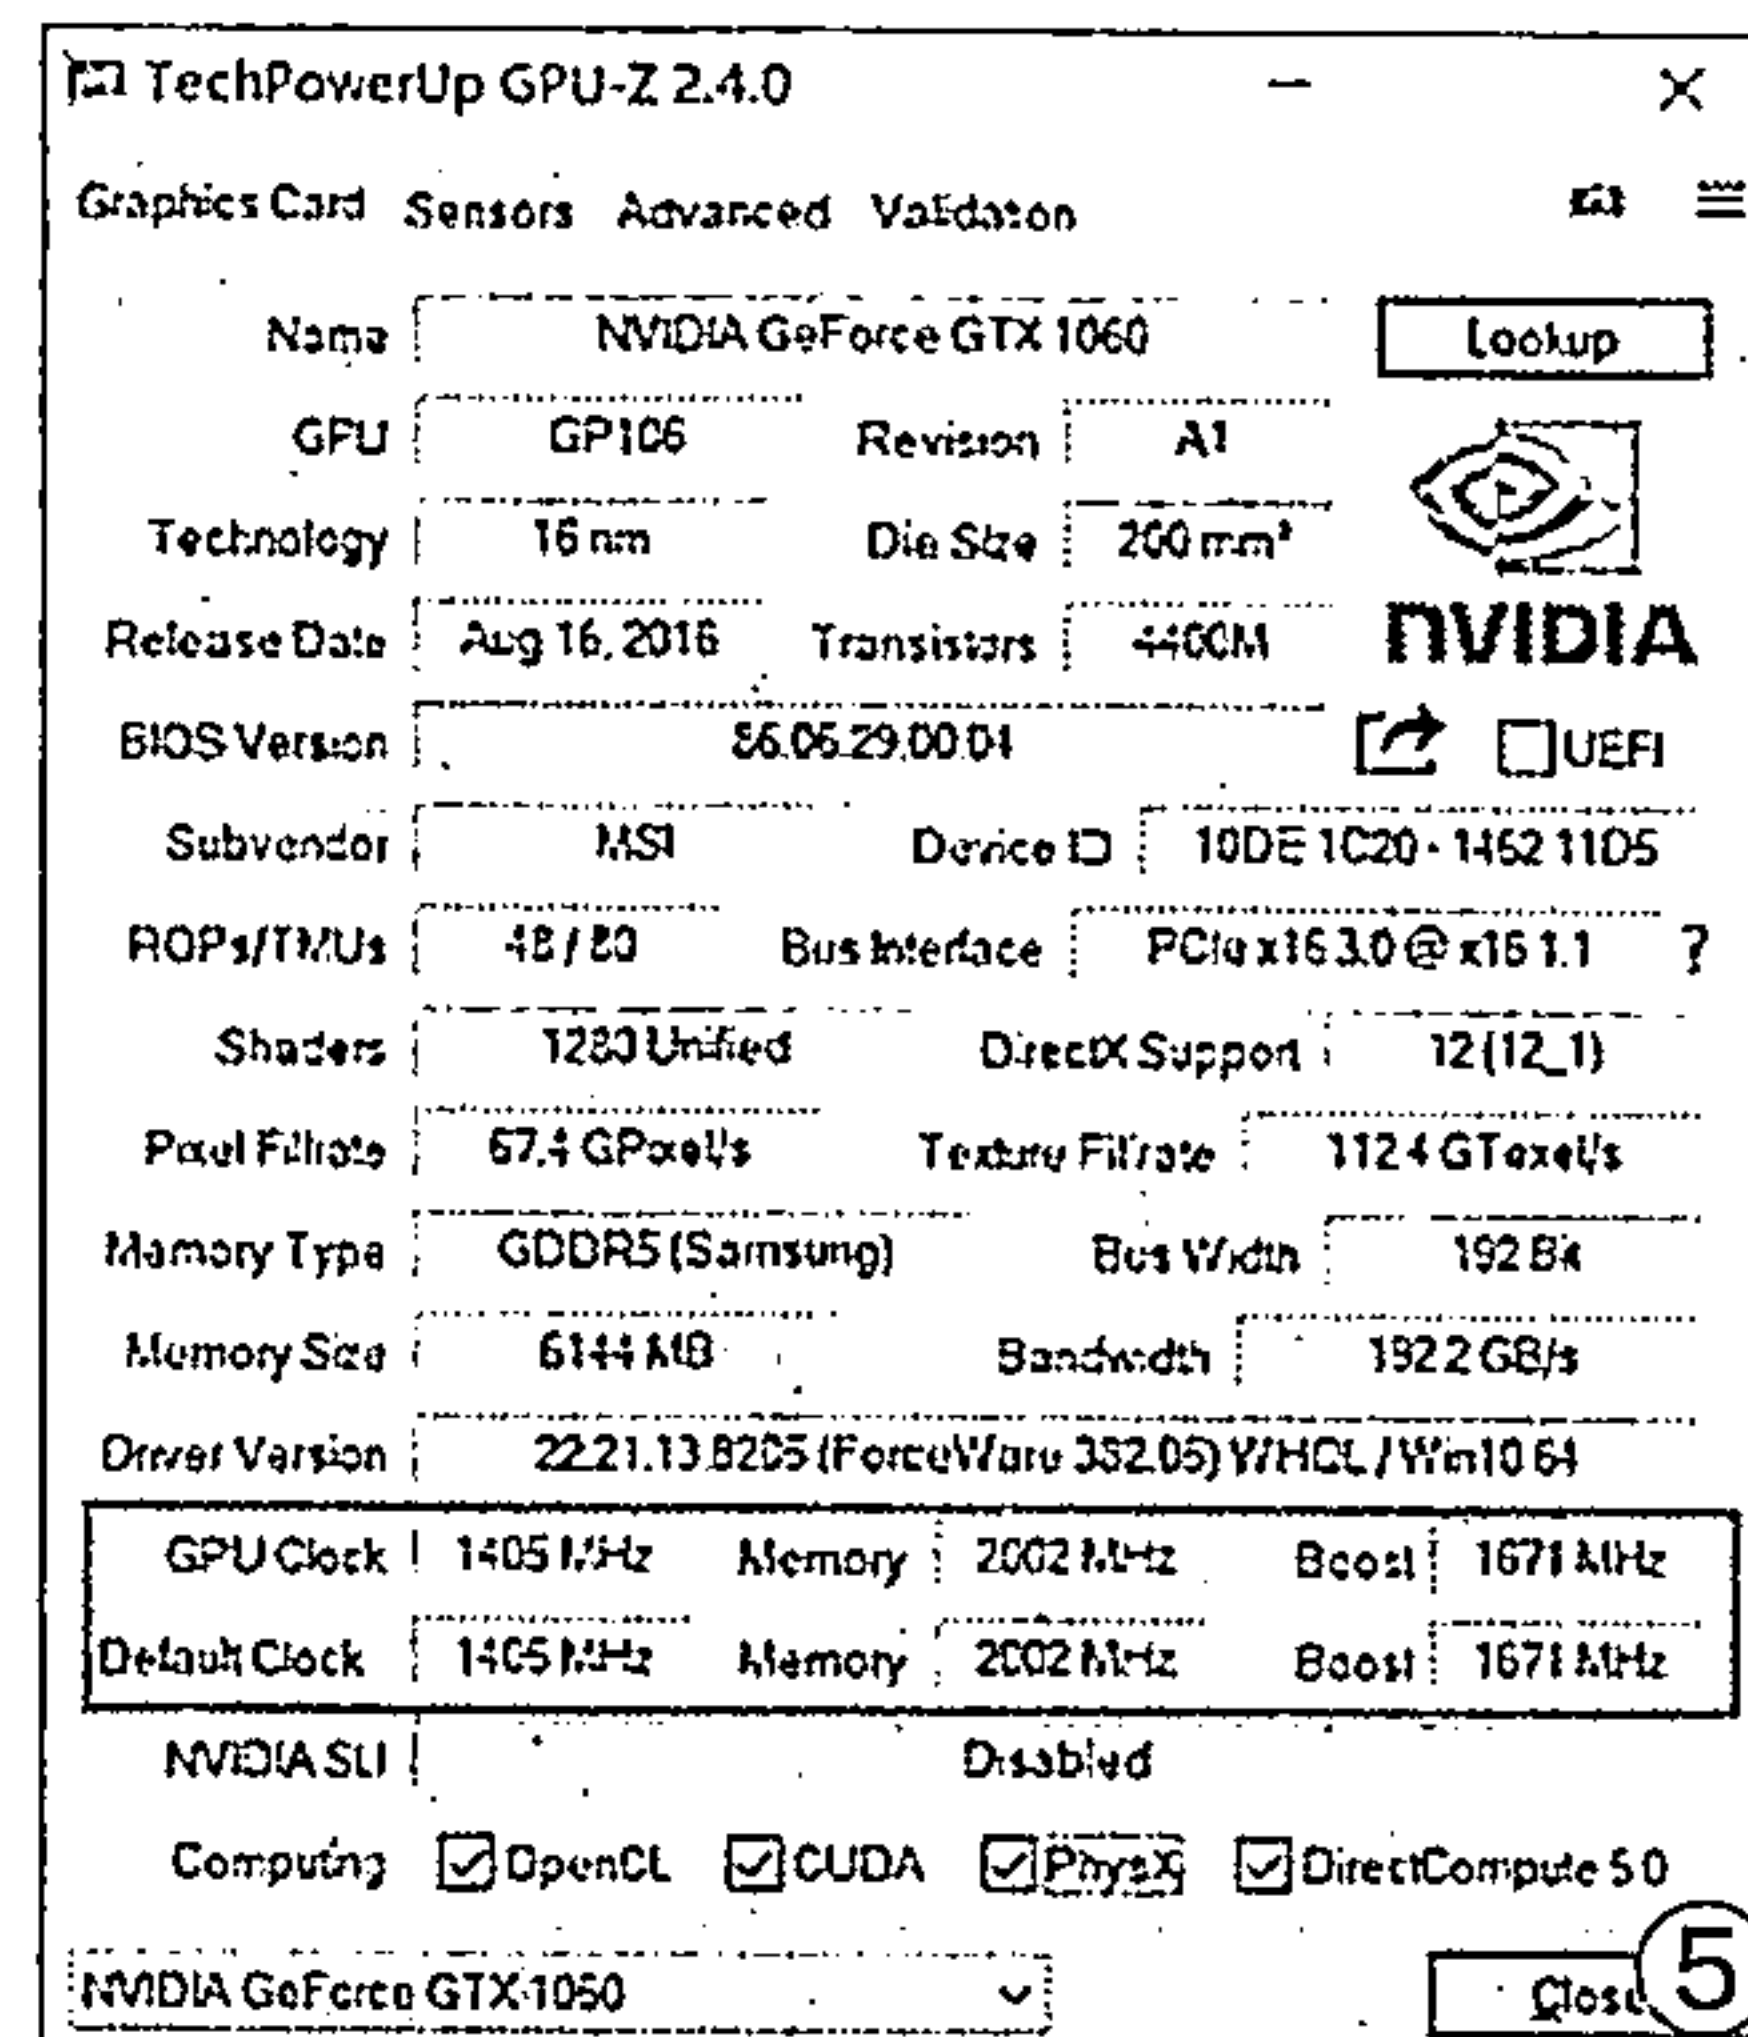 TechPowerUp GPU-Z 2.4.0
Graphics Card Sensors Advanced Validation
Name NVIDIA GeForce GTX 1060 Lookup
GPU GP106 Revision A1
Technology 16 nm Die Size 200 mm²
Release Date Aug 16, 2016 Transistors 4400M
NVIDIA
BIOS Version 86.06.29.00.01 UEFI
Subvendor MSI Device ID 10DE 1C20 - 1462 11D5
ROPs/TMUs 48 / 80 Bus Interface PCIe x16 3.0 @ x16 1.1 ?
Shaders 1280 Unified DirectX Support 12 (12_1)
Pixel Fillrate 67.4 GPixel/s Texture Fillrate 112.4 GTexel/s
Memory Type GDDR5 (Samsung) Bus Width 192 Bit
Memory Size 6144 MB Bandwidth 192.2 GB/s
Driver Version 22.21.13.8205 (ForceWare 382.05) WHQL / Win10 64
GPU Clock 1405 MHz Memory 2002 MHz Boost 1671 MHz
Default Clock 1405 MHz Memory 2002 MHz Boost 1671 MHz
NVIDIA SLI Disabled
Computing OpenCL CUDA PhysX DirectCompute 5.0
NVIDIA GeForce GTX 1060 Close 5